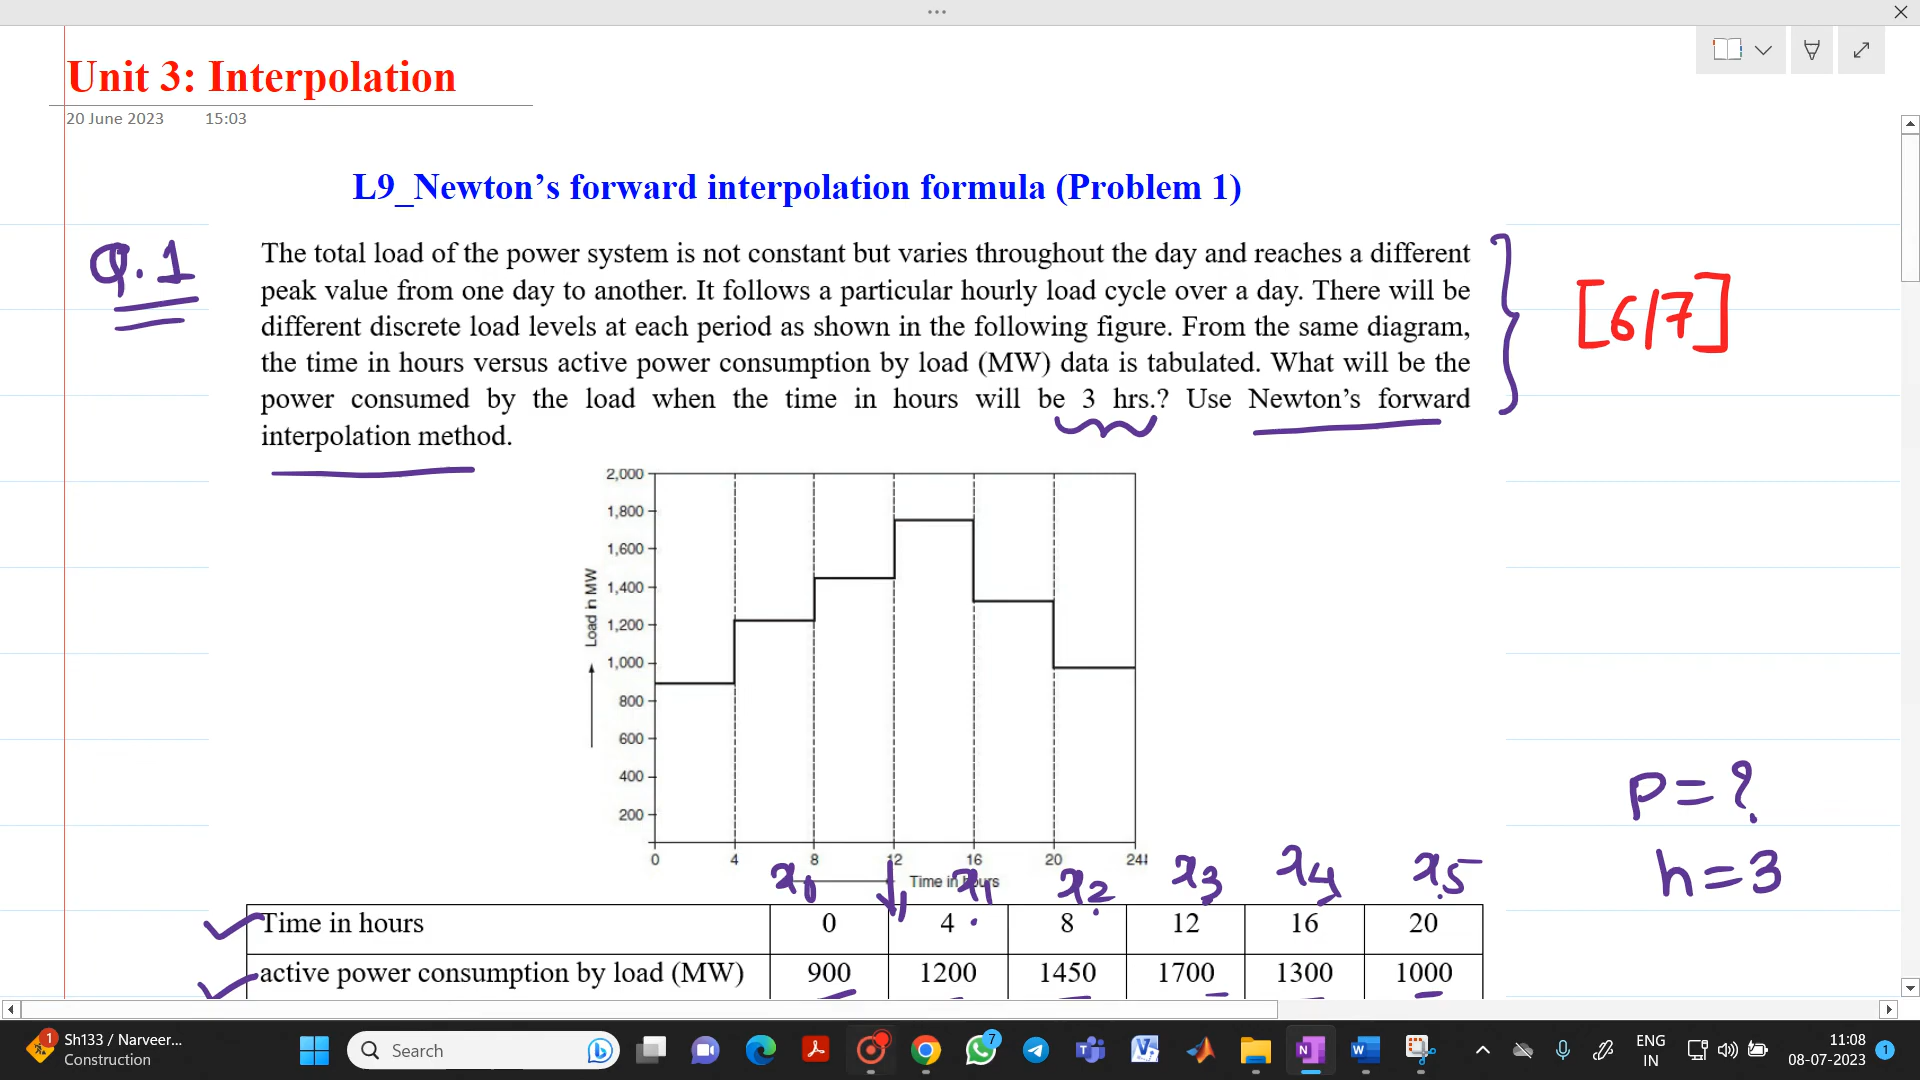 Unit 3: Interpolation
20 June 2023 15:03
L9_Newton's forward interpolation formula (Problem 1)
Q.1
The total load of the power system is not constant but varies throughout the day and reaches a different
peak value from one day to another. It follows a particular hourly load cycle over a day. There will be
different discrete load levels at each period as shown in the following figure. From the same diagram,
the time in hours versus active power consumption by load (MW) data is tabulated. What will be the
power consumed by the load when the time in hours will be 3 hrs.? Use Newton's forward
interpolation method.
[6/7]
2,000
1,800
1,600
1,400
1,200
1,000
800
600
400
200
Load in MW
0 4 8 12 16 20 24
Time in hours
P=?
h=3
x0 x1 x2 x3 x4 x5
Time in hours 0 4 8 12 16 20
active power consumption by load (MW) 900 1200 1450 1700 1300 1000
1
Sh133 / Narveer...
Construction
Search
7
ENG
IN
11:08
08-07-2023
1